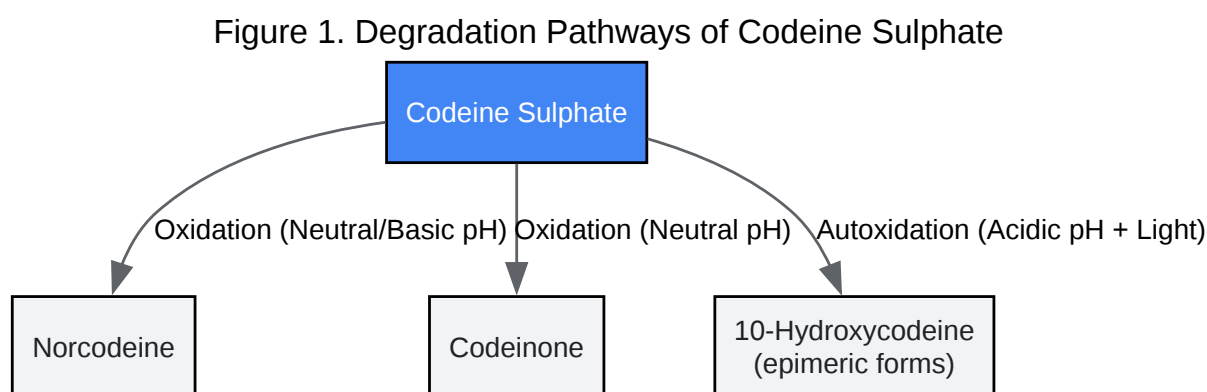 Figure 1. Degradation Pathways of Codeine Sulphate
Codeine Sulphate
Oxidation (Neutral/Basic pH)
Oxidation (Neutral pH)
Autoxidation (Acidic pH + Light)
Norcodeine
Codeinone
10-Hydroxycodeine
(epimeric forms)